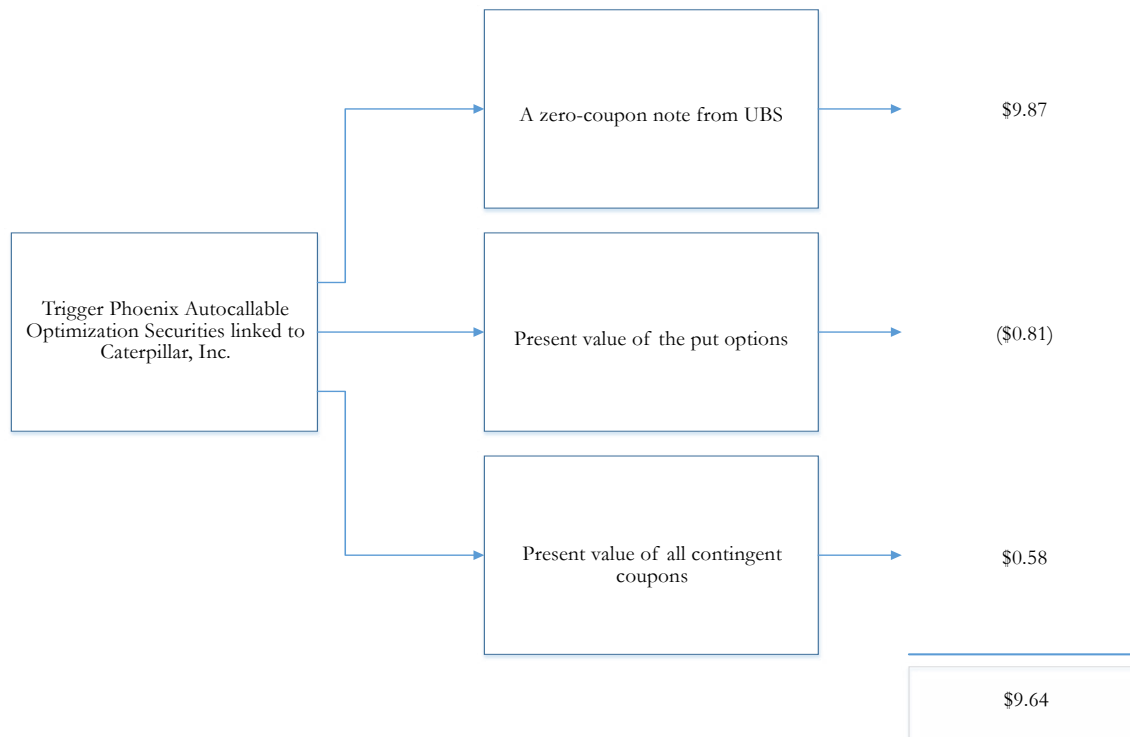 A zero-coupon note from UBS
$9.87
Trigger Phoenix Autocallable
Optimization Securities linked to
Caterpillar, Inc.
Present value of the put options
($0.81)
Present value of all contingent
coupons
$0.58
$9.64